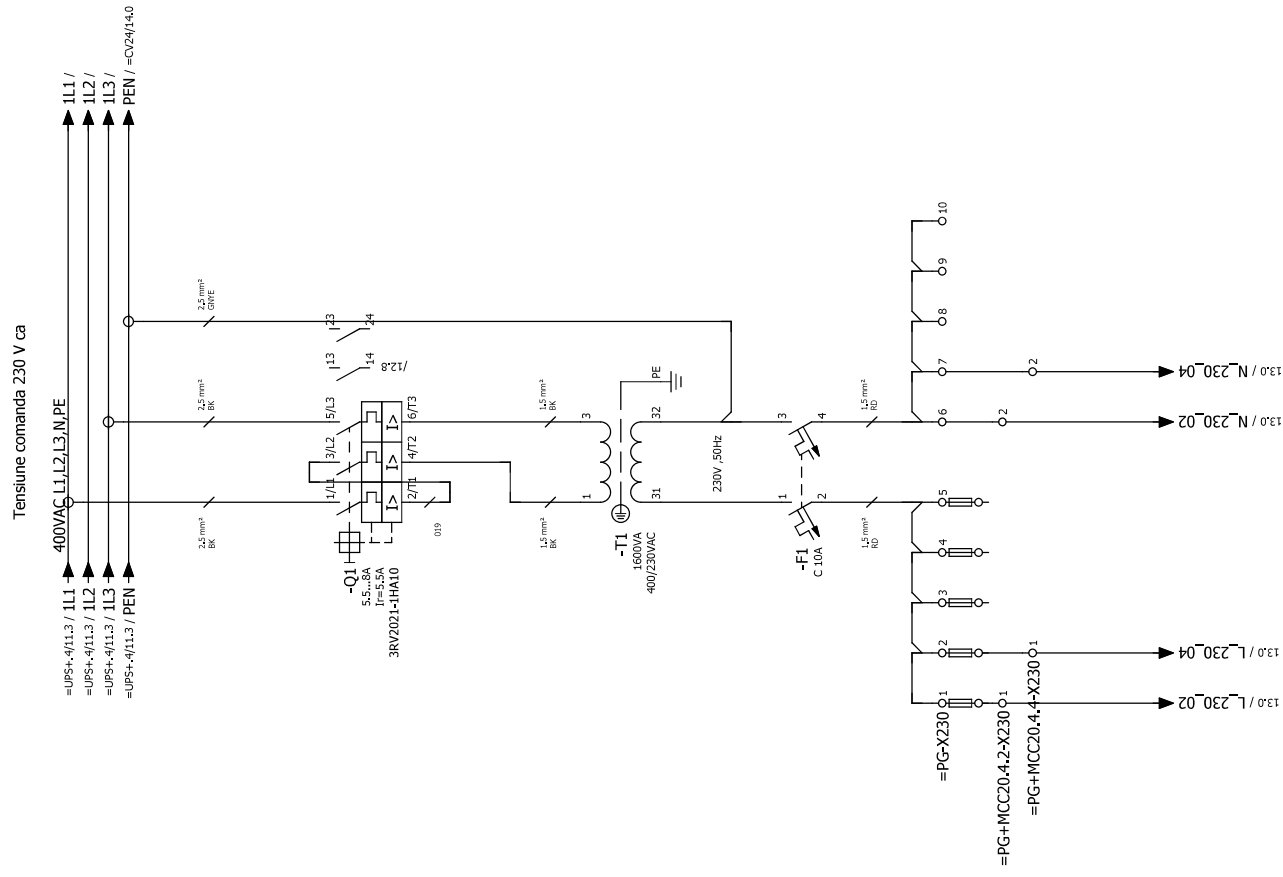 Tensiune comanda 230 V ca
400VAC L1,L2,L3,N,PE
=UPS+.4/11.3 / 1L1
1L1 /
=UPS+.4/11.3 / 1L2
1L2 /
=UPS+.4/11.3 / 1L3
1L3 /
=UPS+.4/11.3 / PEN
PEN / =CV24/14.0
2,5 mm²
BK
2,5 mm²
BK
2,5 mm²
GNYE
-Q1
5.5...8A
Ir=5.5A
3RV2021-1HA10
1/L1
3/L2
5/L3
13
23
I>
I>
I>
2/T1
4/T2
6/T3
14
24
/12.8
019
1,5 mm²
BK
1,5 mm²
BK
1
3
-T1
1600VA
400/230VAC
PE
31
32
230V ,50Hz
-F1
C 10A
1
2
3
4
1,5 mm²
RD
1,5 mm²
RD
=PG-X230
1
2
3
4
5
6
7
8
9
10
=PG+MCC20.4.2-X230
1
2
=PG+MCC20.4.4-X230
1
2
13.0 / L_230_02
13.0 / L_230_04
13.0 / N_230_02
13.0 / N_230_04